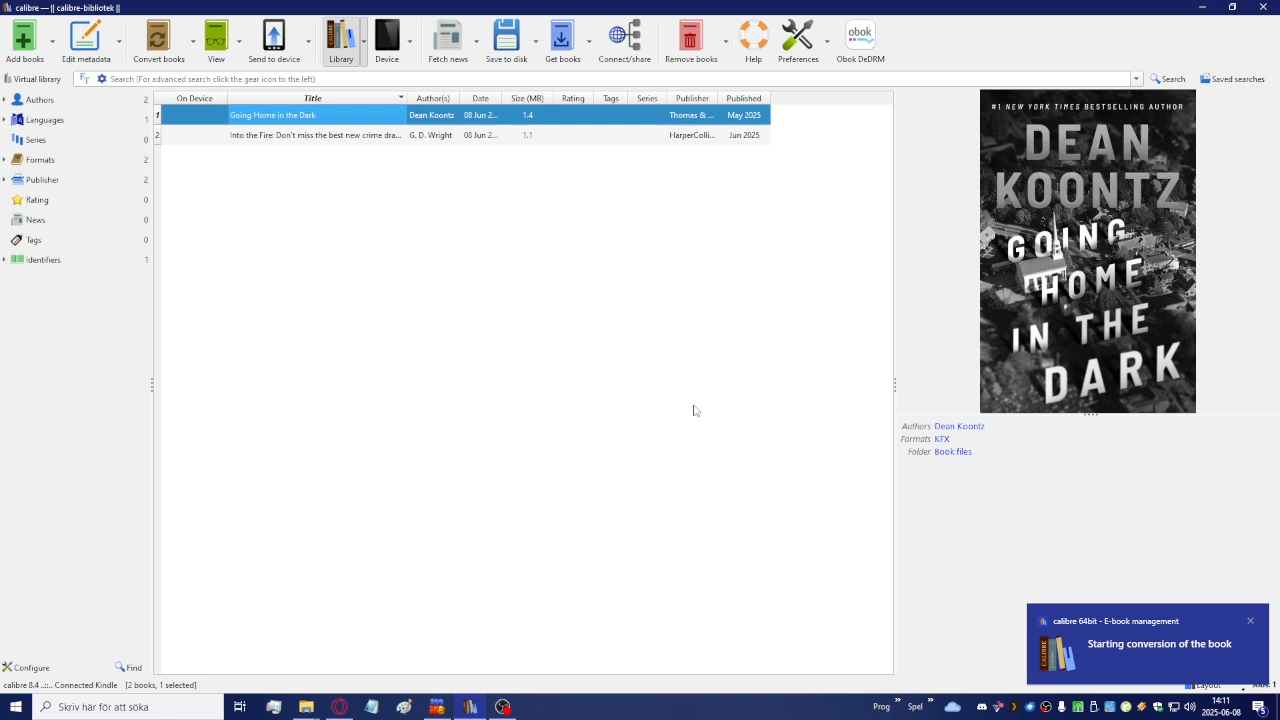 calibre — || calibre-bibliotek ||
Add books
Edit metadata
Convert books
View
Send to device
Library
Device
Fetch news
Save to disk
Get books
Connect/share
Remove books
Help
Preferences
obok
Obok DeDRM
Virtual library
Search (For advanced search click the gear icon to the left)
Search
Saved searches
Authors 2
Languages 1
Series 0
Formats 2
Publisher 2
Rating 0
News 0
Tags 0
Identifiers 1
On Device Title Author(s) Date Size (MB) Rating Tags Series Publisher Published
1 Going Home in the Dark Dean Koontz 08 Jun 2... 1.4 Thomas & ... May 2025
2 Into the Fire: Don't miss the best new crime dra... G. D. Wright 08 Jun 2... 1.1 HarperColli... Jun 2025
#1 NEW YORK TIMES BESTSELLING AUTHOR
DEAN
KOONTZ
GOING
HOME
IN THE
DARK
Authors Dean Koontz
Formats KFX
Folder Book files
calibre 64bit - E-book management
Starting conversion of the book
Configure
Find
calibre 8.4 ..::.. Connected Kindle [2 books, 1 selected]
Layout
Skriv här för att söka
Prog
Spel
14:11
2025-06-08